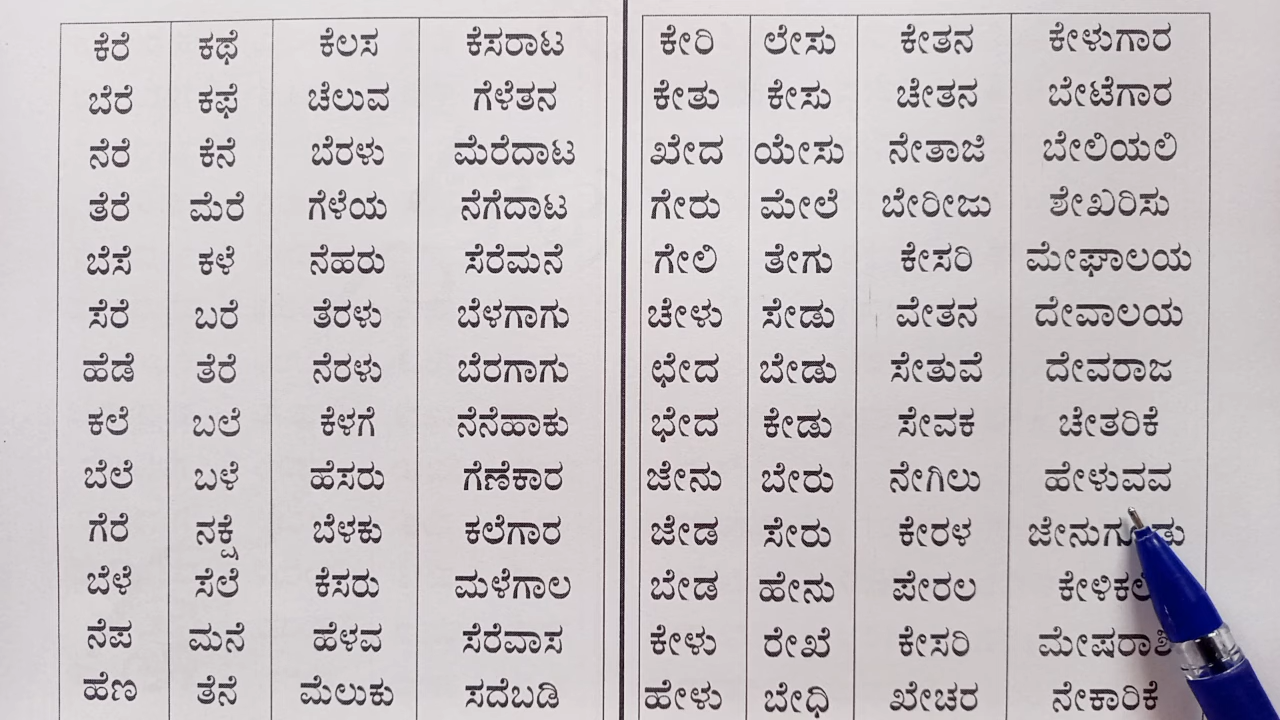 ಕೆರೆ ಕಥೆ ಕೆಲಸ ಕೆಸರಾಟ ಕೇರಿ ಲೇಸು ಕೇತನ ಕೇಳುಗಾರ
ಬೆರೆ ಕಫೆ ಚೆಲುವ ಗೆಳೆತನ ಕೇತು ಕೇಸು ಚೇತನ ಬೇಟೆಗಾರ
ನೆರೆ ಕೆನೆ ಬೆರಳು ಮೆರೆದಾಟ ಖೇದ ಯೇಸು ನೇತಾಜಿ ಬೇಲಿಯಲಿ
ತೆರೆ ಮೆರೆ ಗೆಳೆಯ ನೆಗೆದಾಟ ಗೇರು ಮೇಲೆ ಬೇರೀಜು ಶೇಖರಿಸು
ಬೆಸೆ ಕಳೆ ನೆಹರು ಸೆರೆಮನೆ ಗೇಲಿ ತೇಗು ಕೇಸರಿ ಮೇಘಾಲಯ
ಸೆರೆ ಬರೆ ತೆರಳು ಬೆಳಗಾಗು ಚೇಳು ಸೇಡು ವೇತನ ದೇವಾಲಯ
ಹೆಡೆ ತೆರೆ ನೆರಳು ಬೆರಗಾಗು ಛೇದ ಬೇಡು ಸೇತುವೆ ದೇವರಾಜ
ಕಲೆ ಬಲೆ ಕೆಳಗೆ ನೆನೆಹಾಕು ಭೇದ ಕೇಡು ಸೇವಕ ಚೇತರಿಕೆ
ಬೆಲೆ ಬಳೆ ಹೆಸರು ಗೆಣೆಕಾರ ಜೇನು ಬೇರು ನೇಗಿಲು ಹೇಳುವವ
ಗೆರೆ ನಕ್ಷೆ ಬೆಳಕು ಕಲೆಗಾರ ಜೇಡ ಸೇರು ಕೇರಳ
ಬೆಳೆ ಸೆಲೆ ಕೆಸರು ಮಳೆಗಾಲ ಬೇಡ ಹೇನು ಪೇರಲ
ನೆಪ ಮನೆ ಹೆಳವ ಸೆರೆವಾಸ ಕೇಳು ರೇಖೆ ಕೇಸರಿ ಮೇಷರಾಶಿ
ಹೆಣ ತೆನೆ ಮೆಲುಕು ಸದೆಬಡಿ ಹೇಳು ಬೇಧಿ ಖೇಚರ ನೇಕಾರಿಕೆ